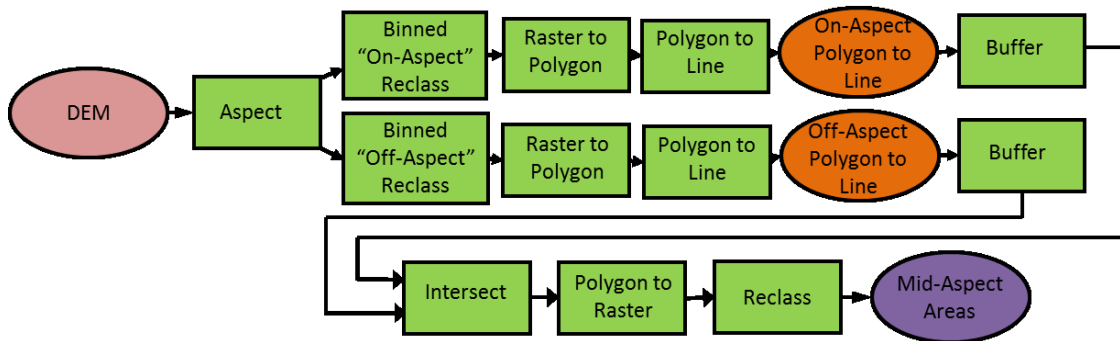 DEM
Aspect
Binned
“On-Aspect”
Reclass
Raster to
Polygon
Polygon to
Line
On-Aspect
Polygon to
Line
Buffer
Binned
“Off-Aspect”
Reclass
Raster to
Polygon
Polygon to
Line
Off-Aspect
Polygon to
Line
Buffer
Intersect
Polygon to
Raster
Reclass
Mid-Aspect
Areas